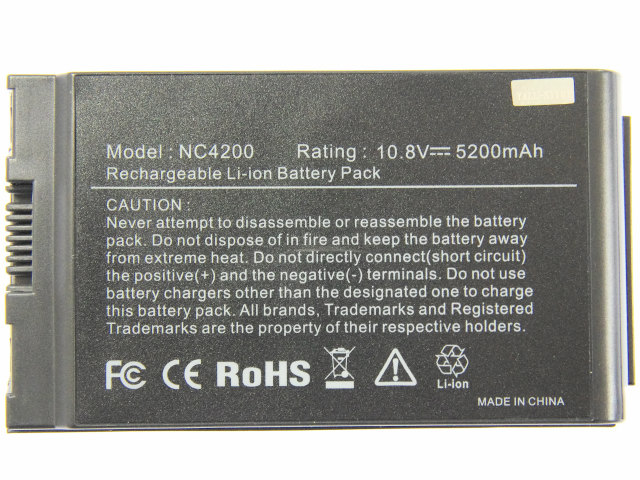 Model : NC4200 Rating : 10.8V⎓5200mAh
Rechargeable Li-ion Battery Pack
CAUTION :
Never attempt to disassemble or reassemble the battery
pack. Do not dispose of in fire and keep the battery away
from extreme heat. Do not directly connect(short circuit)
the positive(+) and the negative(-) terminals. Do not use
battery chargers other than the designated one to charge
this battery pack. All brands, Trademarks and Registered
Trademarks are the property of their respective holders.
FC CE RoHS
Li-ion
MADE IN CHINA